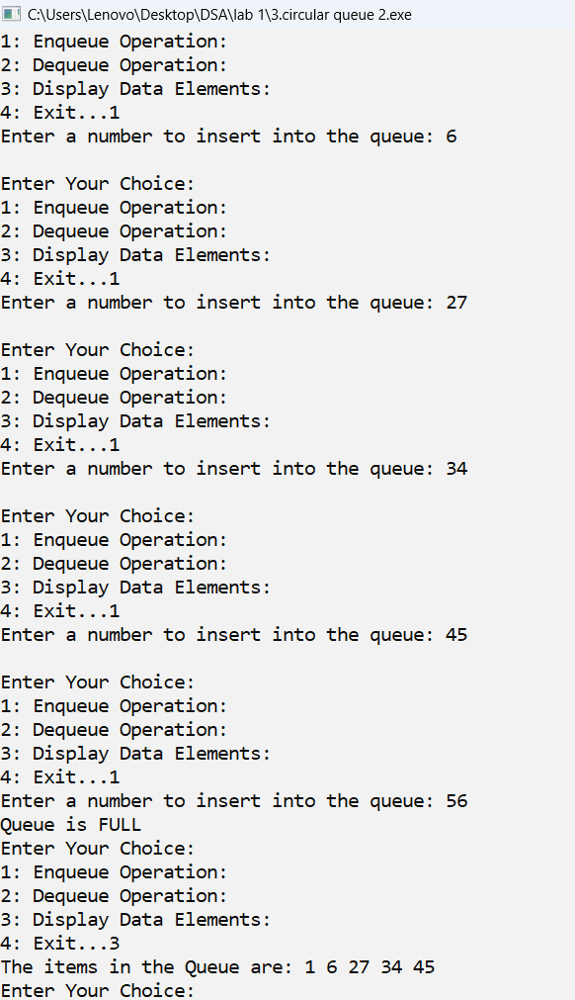 C:\Users\Lenovo\Desktop\DSA\lab 1\3.circular queue 2.exe
1: Enqueue Operation:
2: Dequeue Operation:
3: Display Data Elements:
4: Exit...1
Enter a number to insert into the queue: 6
Enter Your Choice:
1: Enqueue Operation:
2: Dequeue Operation:
3: Display Data Elements:
4: Exit...1
Enter a number to insert into the queue: 27
Enter Your Choice:
1: Enqueue Operation:
2: Dequeue Operation:
3: Display Data Elements:
4: Exit...1
Enter a number to insert into the queue: 34
Enter Your Choice:
1: Enqueue Operation:
2: Dequeue Operation:
3: Display Data Elements:
4: Exit...1
Enter a number to insert into the queue: 45
Enter Your Choice:
1: Enqueue Operation:
2: Dequeue Operation:
3: Display Data Elements:
4: Exit...1
Enter a number to insert into the queue: 56
Queue is FULL
Enter Your Choice:
1: Enqueue Operation:
2: Dequeue Operation:
3: Display Data Elements:
4: Exit...3
The items in the Queue are: 1 6 27 34 45
Enter Your Choice: